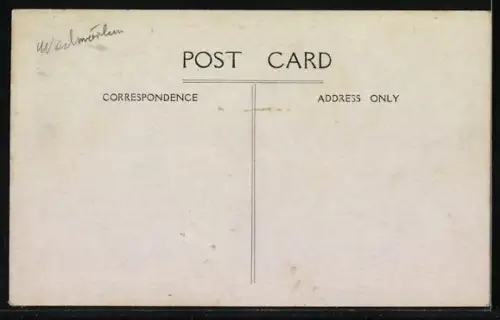 POST CARD
CORRESPONDENCE
ADDRESS ONLY